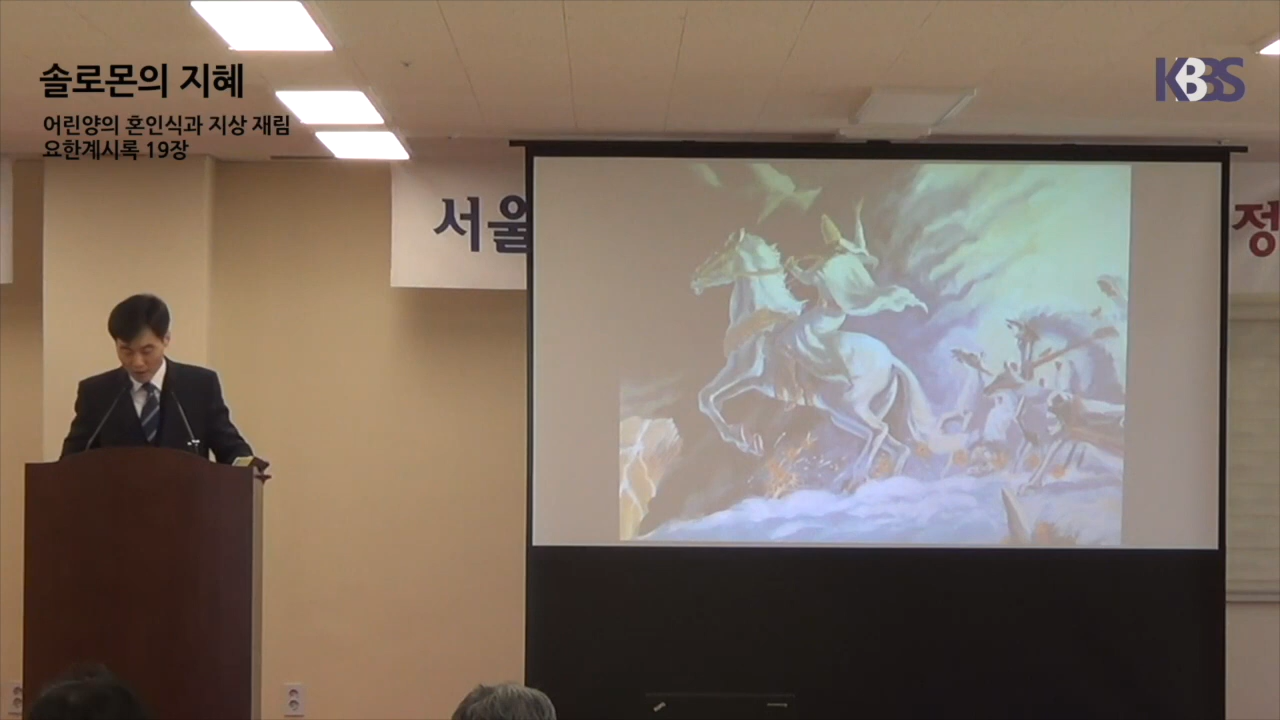 솔로몬의 지혜
어린양의 혼인식과 지상 재림
요한계시록 19장
KBBS
서울
정